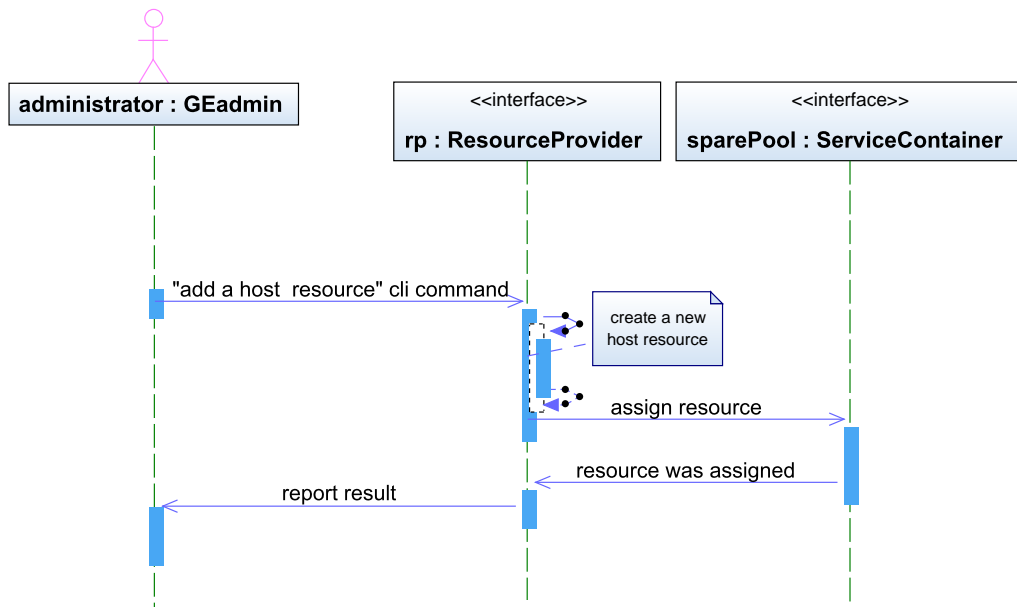 administrator : GEadmin
<<interface>>
rp : ResourceProvider
<<interface>>
sparePool : ServiceContainer
"add a host  resource" cli command
create a new
host resource
assign resource
resource was assigned
report result